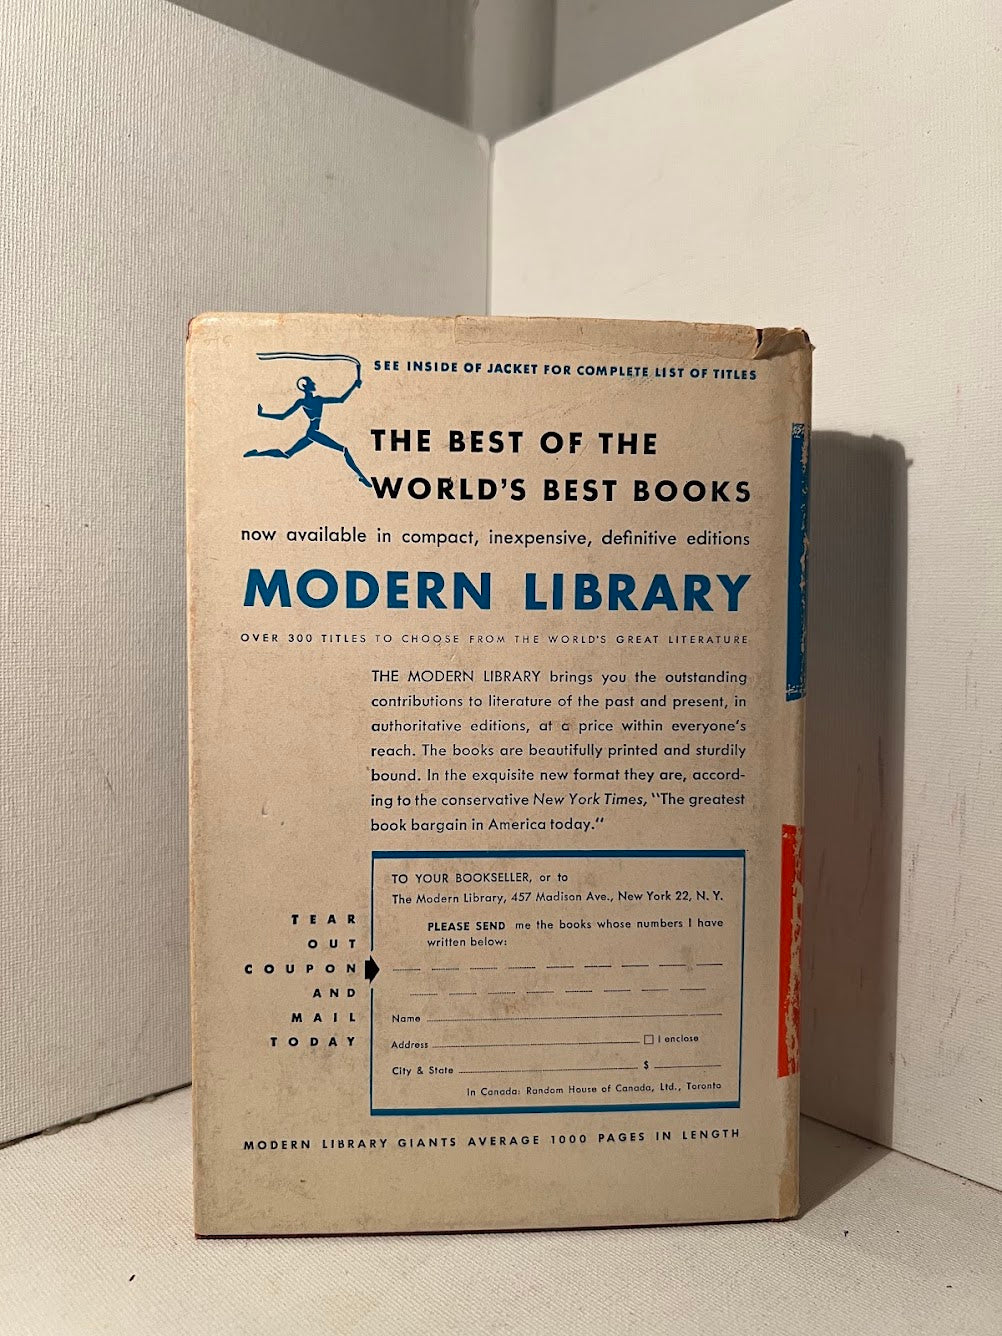 SEE INSIDE OF JACKET FOR COMPLETE LIST OF TITLES
THE BEST OF THE
WORLD'S BEST BOOKS
now available in compact, inexpensive, definitive editions
MODERN LIBRARY
OVER 300 TITLES TO CHOOSE FROM THE WORLD'S GREAT LITERATURE
THE MODERN LIBRARY brings you the outstanding
contributions to literature of the past and present, in
authoritative editions, at a price within everyone's
reach. The books are beautifully printed and sturdily
bound. In the exquisite new format they are, accord-
ing to the conservative New York Times, "The greatest
book bargain in America today."
TEAR
OUT
COUPON
AND
MAIL
TODAY
TO YOUR BOOKSELLER, or to
The Modern Library, 457 Madison Ave., New York 22, N. Y.
PLEASE SEND me the books whose numbers I have
written below:
Name
Address
I enclose
City & State
$
In Canada: Random House of Canada, Ltd., Toronto
MODERN LIBRARY GIANTS AVERAGE 1000 PAGES IN LENGTH